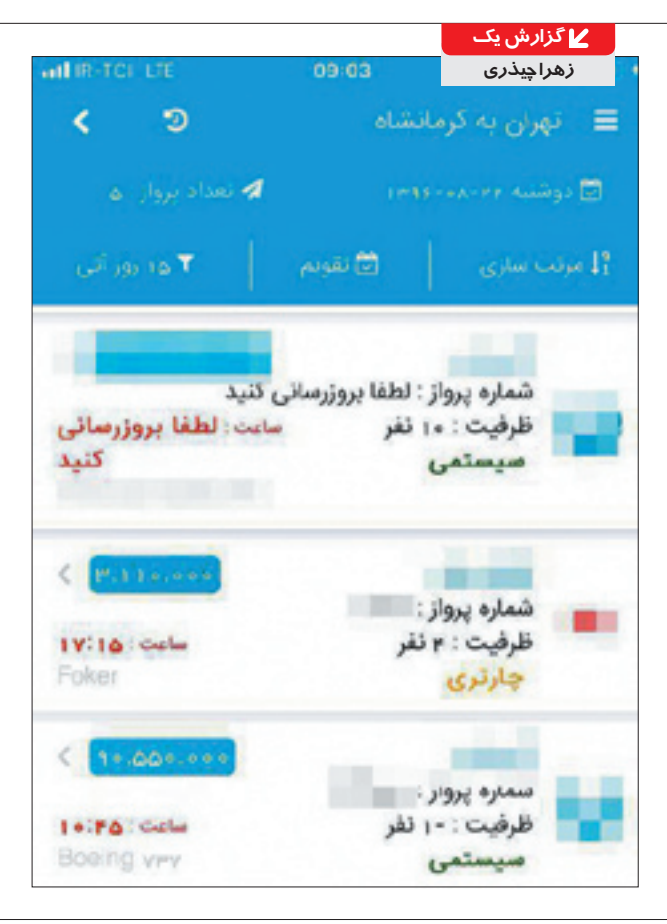 گزارش یک
زهرا چیذری
IR-TCI LTE 09:03
تهران به کرمانشاه
دوشنبه ۱۳۹۶-۰۸-۲۲ تعداد پرواز ۵
مرتب سازی تقویم ۱۵ روز آتی
شماره پرواز : لطفا بروزرسانی کنید
ظرفیت : ۱۰ نفر ساعت : لطفا بروزرسانی
کنید
سیستمی
۳،۱۱۰،۰۰۰
شماره پرواز :
ظرفیت : ۲ نفر ساعت : ۱۷:۱۵
چارتری Foker
۹۰،۵۵۰،۰۰۰
شماره پرواز :
ظرفیت : ۱۰ نفر ساعت : ۱۰:۴۵
سیستمی Boeing ۷۳۷